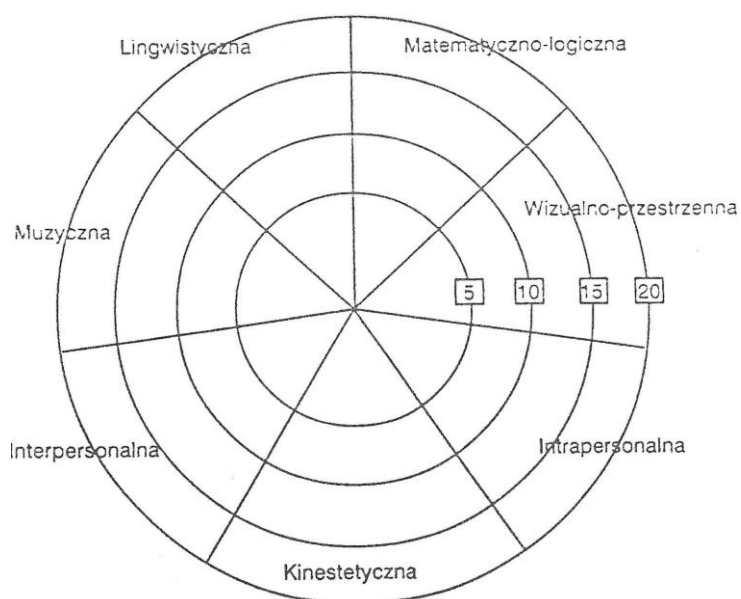 Lingwistyczna
Matematyczno-logiczna
Muzyczna
Wizualno-przestrzenna
5
10
15
20
Interpersonalna
Intrapersonalna
Kinestetyczna